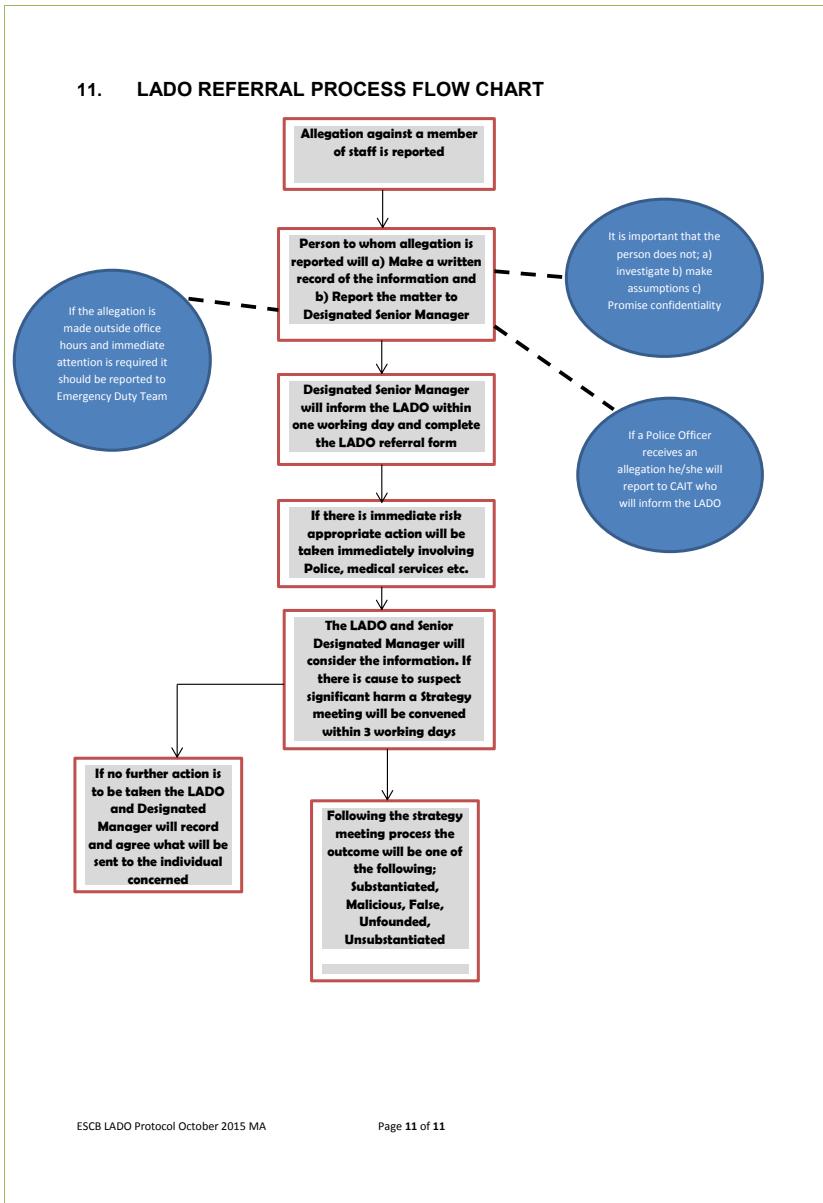 11. LADO REFERRAL PROCESS FLOW CHART
Allegation against a member
of staff is reported
Person to whom allegation is
reported will a) Make a written
record of the information and
b) Report the matter to
Designated Senior Manager
It is important that the
person does not; a)
investigate b) make
assumptions c)
Promise confidentiality
If the allegation is
made outside office
hours and immediate
attention is required it
should be reported to
Emergency Duty Team
Designated Senior Manager
will inform the LADO within
one working day and complete
the LADO referral form
If a Police Officer
receives an
allegation he/she will
report to CAIT who
will inform the LADO
If there is immediate risk
appropriate action will be
taken immediately involving
Police, medical services etc.
The LADO and Senior
Designated Manager will
consider the information. If
there is cause to suspect
significant harm a Strategy
meeting will be convened
within 3 working days
If no further action is
to be taken the LADO
and Designated
Manager will record
and agree what will be
sent to the individual
concerned
Following the strategy
meeting process the
outcome will be one of
the following;
Substantiated,
Malicious, False,
Unfounded,
Unsubstantiated
ESCB LADO Protocol October 2015 MA Page 11 of 11